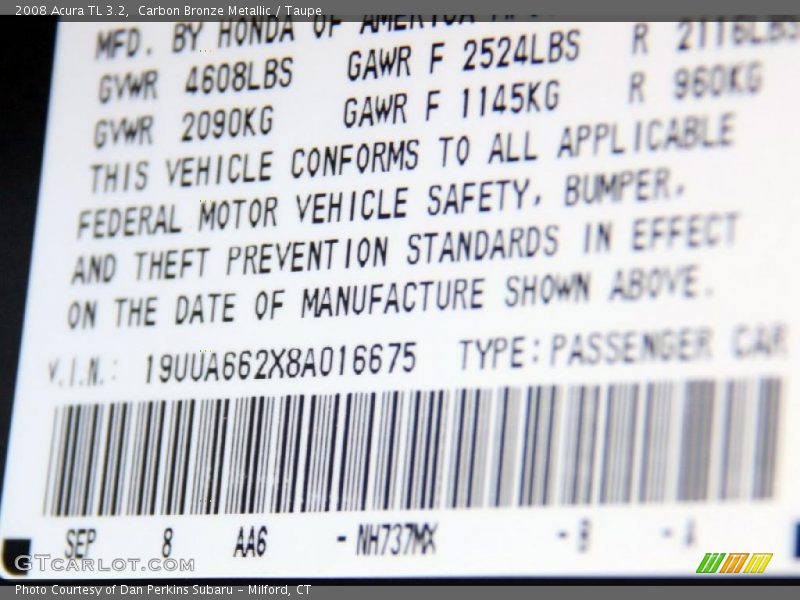 2008 Acura TL 3.2,  Carbon Bronze Metallic / Taupe
MFD. BY HONDA OF AMERICA
GVWR 4608LBS GAWR F 2524LBS R 2116LBS
GVWR 2090KG GAWR F 1145KG R 960KG
THIS VEHICLE CONFORMS TO ALL APPLICABLE
FEDERAL MOTOR VEHICLE SAFETY, BUMPER,
AND THEFT PREVENTION STANDARDS IN EFFECT
ON THE DATE OF MANUFACTURE SHOWN ABOVE.
V.I.N.: 19UUA662X8A016675 TYPE: PASSENGER CAR
SEP 8 AA6 - NH737MX - B - A
GTCARLOT.COM
Photo Courtesy of Dan Perkins Subaru - Milford, CT